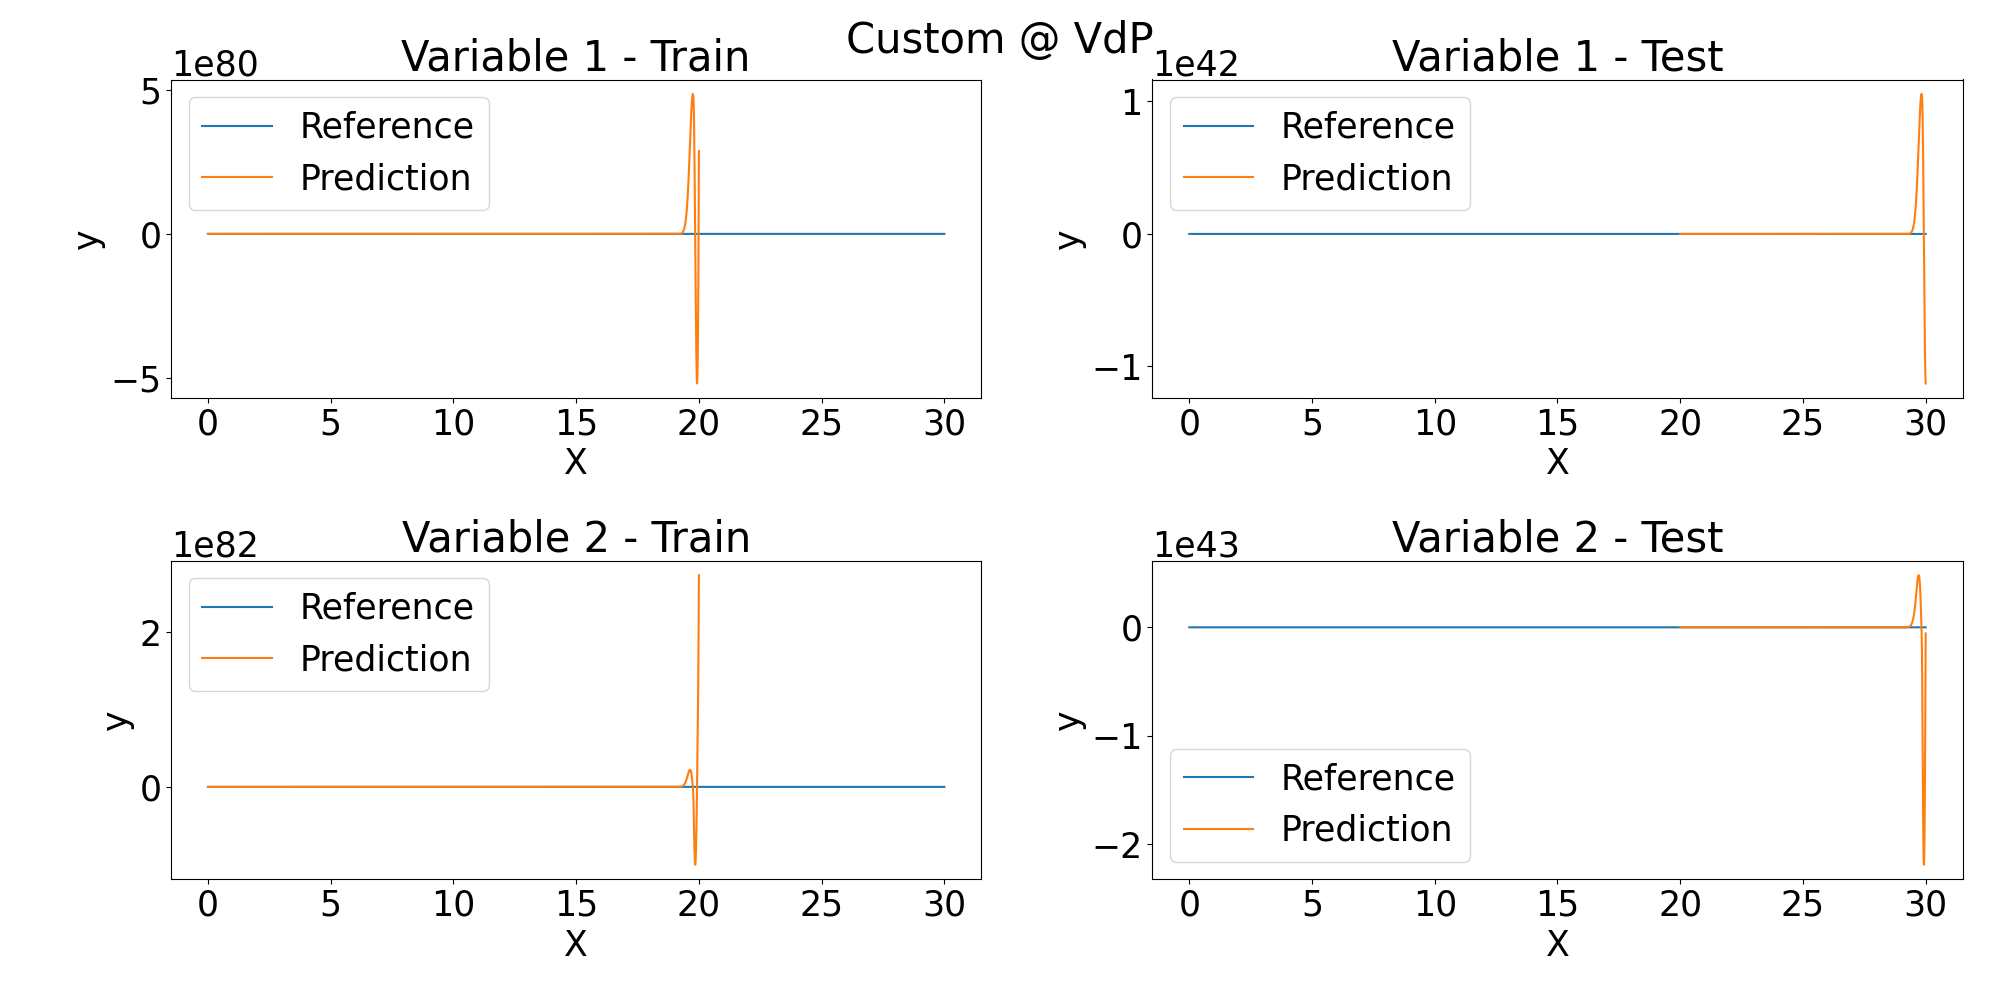 Custom @ VdP
Variable 1 - Train
1e80
5
0
−5
y
Reference
Prediction
0 5 10 15 20 25 30
X
Variable 1 - Test
1e42
1
0
−1
y
Reference
Prediction
0 5 10 15 20 25 30
X
Variable 2 - Train
1e82
2
0
y
Reference
Prediction
0 5 10 15 20 25 30
X
Variable 2 - Test
1e43
0
−1
−2
y
Reference
Prediction
0 5 10 15 20 25 30
X